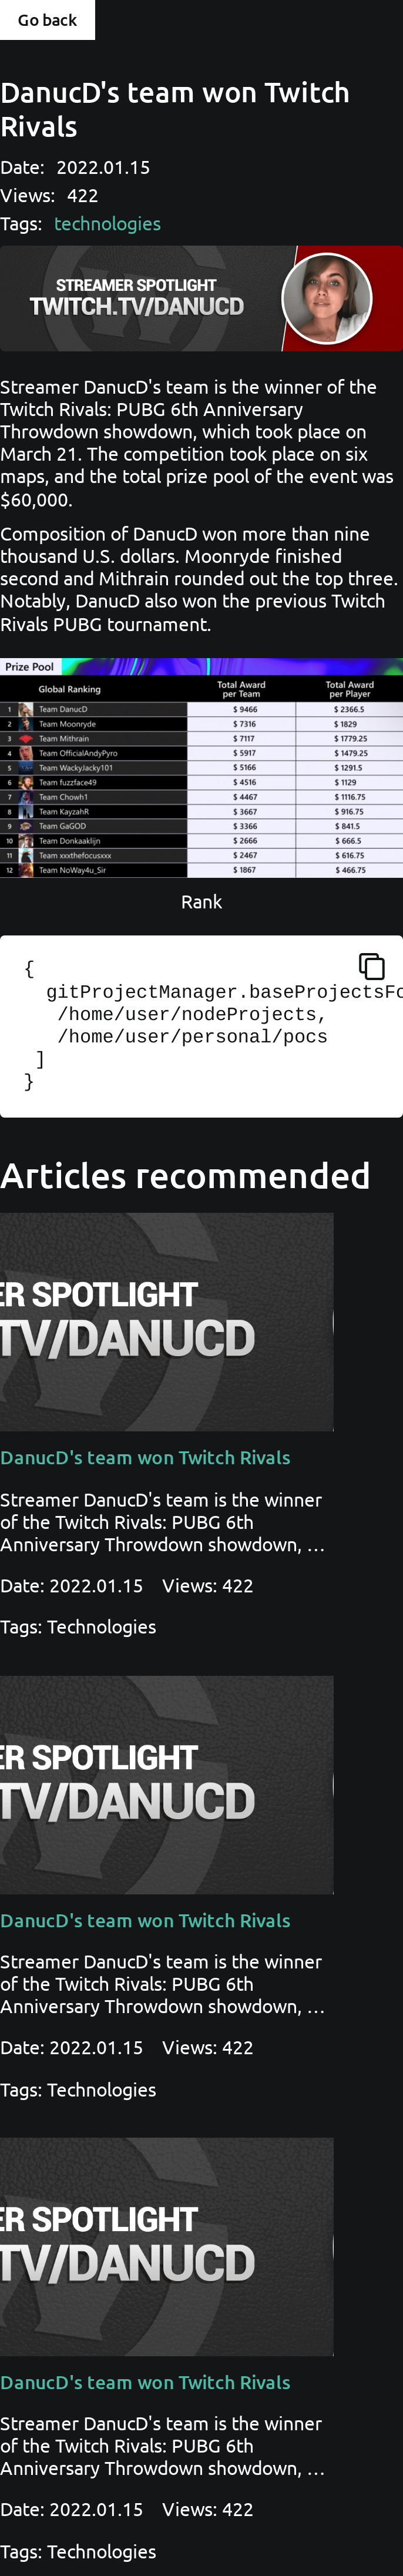 Go back
DanucD's team won Twitch
Rivals
Date: 2022.01.15
Views: 422
Tags: technologies
STREAMER SPOTLIGHT
TWITCH.TV/DANUCD
Streamer DanucD's team is the winner of the
Twitch Rivals: PUBG 6th Anniversary
Throwdown showdown, which took place on
March 21. The competition took place on six
maps, and the total prize pool of the event was
$60,000.
Composition of DanucD won more than nine
thousand U.S. dollars. Moonryde finished
second and Mithrain rounded out the top three.
Notably, DanucD also won the previous Twitch
Rivals PUBG tournament.
Prize Pool
Global Ranking Total Award per Team Total Award per Player
1 Team DanucD $ 9466 $ 2366.5
2 Team Moonryde $ 7316 $ 1829
3 Team Mithrain $ 7117 $ 1779.25
4 Team OfficialAndyPyro $ 5917 $ 1479.25
5 Team WackyJacky101 $ 5166 $ 1291.5
6 Team fuzzface49 $ 4516 $ 1129
7 Team Chowh1 $ 4467 $ 1116.75
8 Team KayzahR $ 3667 $ 916.75
9 Team GaGOD $ 3366 $ 841.5
10 Team Donkaaklijn $ 2666 $ 666.5
11 Team xxxthefocusxxx $ 2467 $ 616.75
12 Team NoWay4u_Sir $ 1867 $ 466.75
Rank
{
gitProjectManager.baseProjectsFo
/home/user/nodeProjects,
/home/user/personal/pocs
]
}
Articles recommended
ER SPOTLIGHT
TV/DANUCD
DanucD's team won Twitch Rivals
Streamer DanucD's team is the winner
of the Twitch Rivals: PUBG 6th
Anniversary Throwdown showdown, …
Date: 2022.01.15 Views: 422
Tags: Technologies
ER SPOTLIGHT
TV/DANUCD
DanucD's team won Twitch Rivals
Streamer DanucD's team is the winner
of the Twitch Rivals: PUBG 6th
Anniversary Throwdown showdown, …
Date: 2022.01.15 Views: 422
Tags: Technologies
ER SPOTLIGHT
TV/DANUCD
DanucD's team won Twitch Rivals
Streamer DanucD's team is the winner
of the Twitch Rivals: PUBG 6th
Anniversary Throwdown showdown, …
Date: 2022.01.15 Views: 422
Tags: Technologies